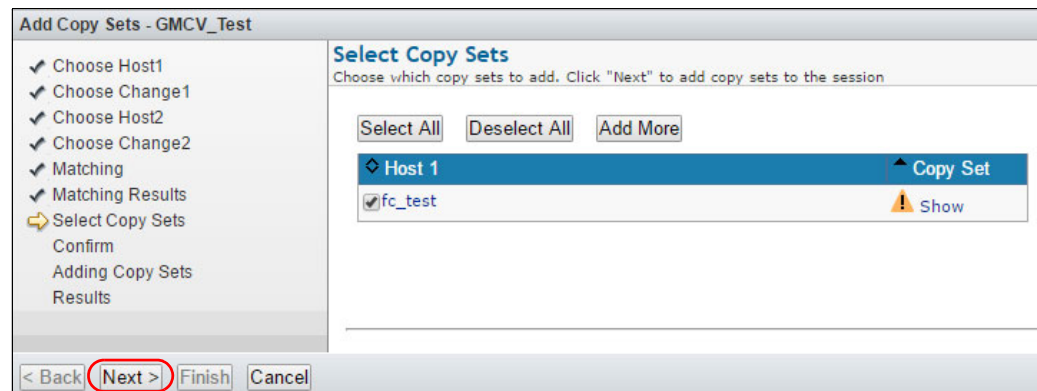 Add Copy Sets - GMCV_Test
Choose Host1
Choose Change1
Choose Host2
Choose Change2
Matching
Matching Results
Select Copy Sets
Confirm
Adding Copy Sets
Results
Select Copy Sets
Choose which copy sets to add. Click "Next" to add copy sets to the session
Select All Deselect All Add More
Host 1 Copy Set
fc_test Show
< Back Next > Finish Cancel